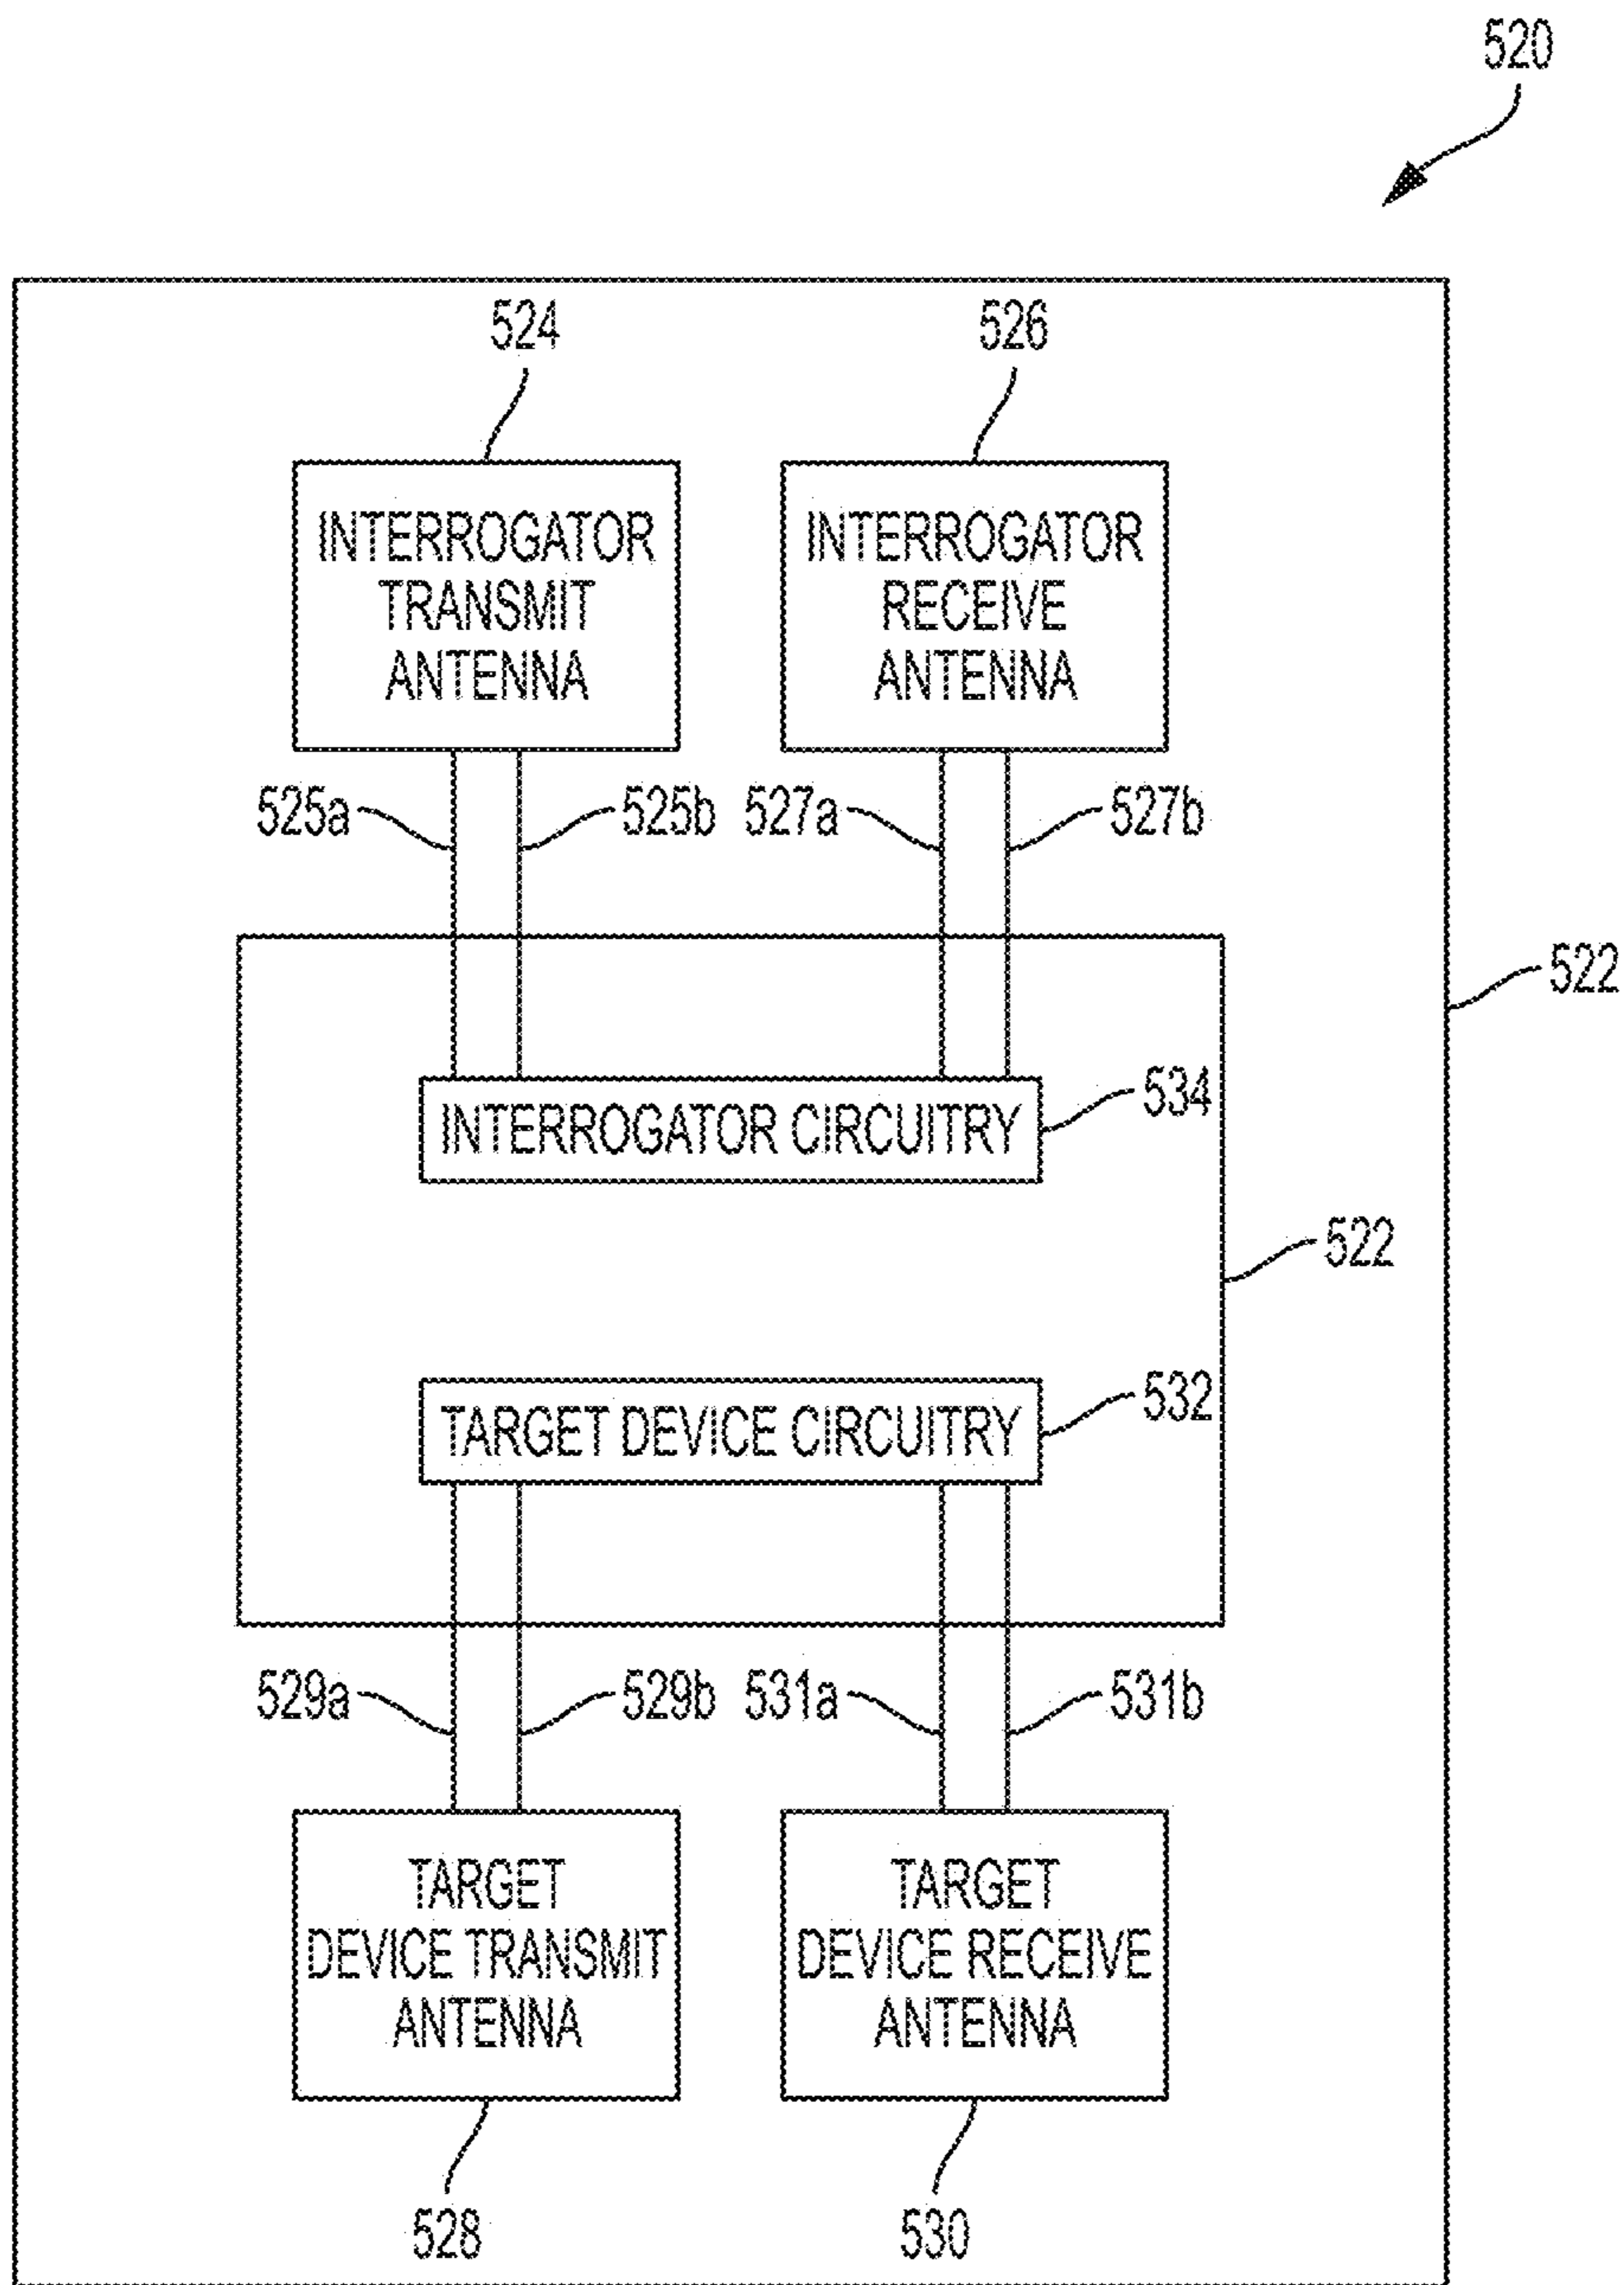 520
524
526
INTERROGATOR
TRANSMIT
ANTENNA
INTERROGATOR
RECEIVE
ANTENNA
525a
525b
527a
527b
522
INTERROGATOR CIRCUITRY
534
522
TARGET DEVICE CIRCUITRY
532
529a
529b
531a
531b
TARGET
DEVICE TRANSMIT
ANTENNA
TARGET
DEVICE RECEIVE
ANTENNA
528
530